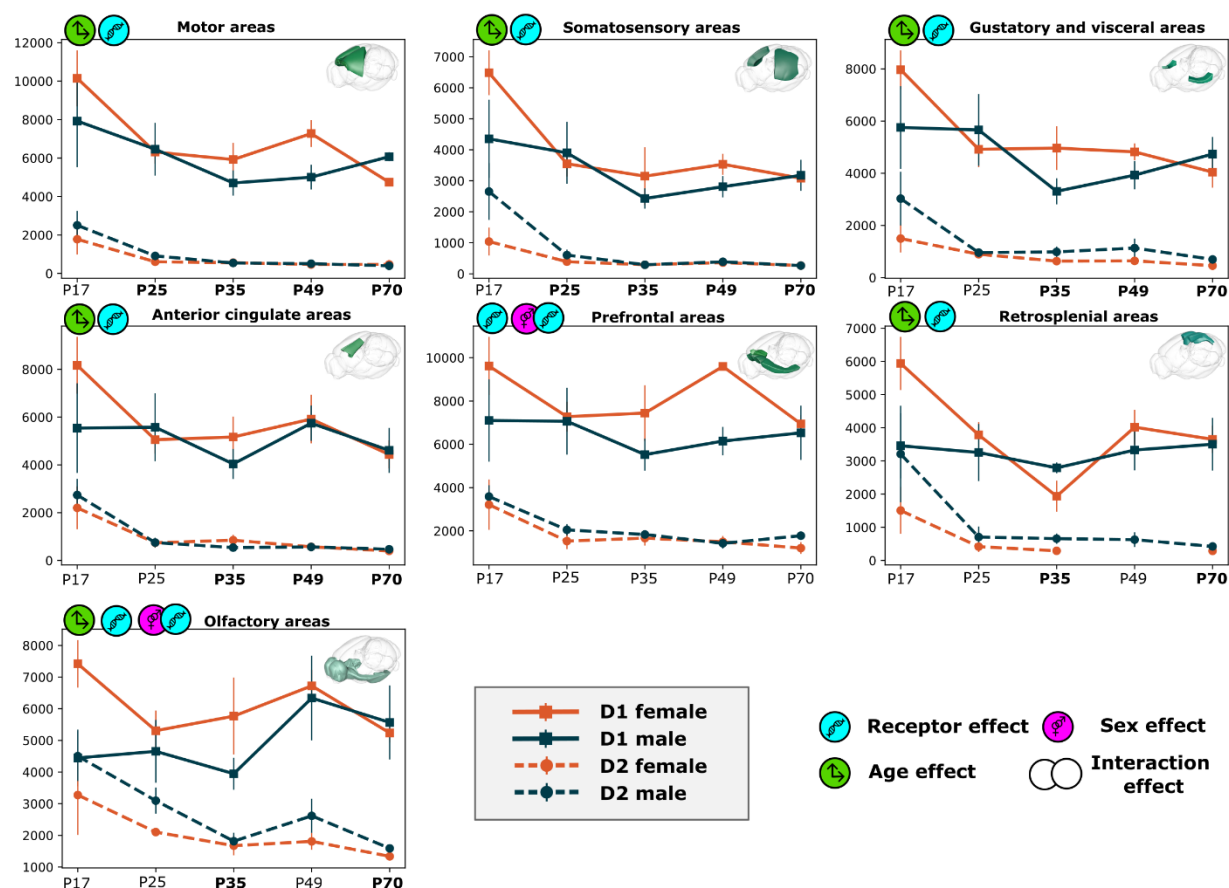 Motor areas
12000
10000
8000
6000
4000
2000
0
P17 P25 P35 P49 P70
Somatosensory areas
7000
6000
5000
4000
3000
2000
1000
0
P17 P25 P35 P49 P70
Gustatory and visceral areas
8000
6000
4000
2000
0
P17 P25 P35 P49 P70
Anterior cingulate areas
8000
6000
4000
2000
0
P17 P25 P35 P49 P70
Prefrontal areas
10000
8000
6000
4000
2000
P17 P25 P35 P49 P70
Retrosplenial areas
7000
6000
5000
4000
3000
2000
1000
0
P17 P25 P35 P49 P70
Olfactory areas
8000
7000
6000
5000
4000
3000
2000
1000
P17 P25 P35 P49 P70
D1 female
D1 male
D2 female
D2 male
Receptor effect
Sex effect
Age effect
Interaction
effect